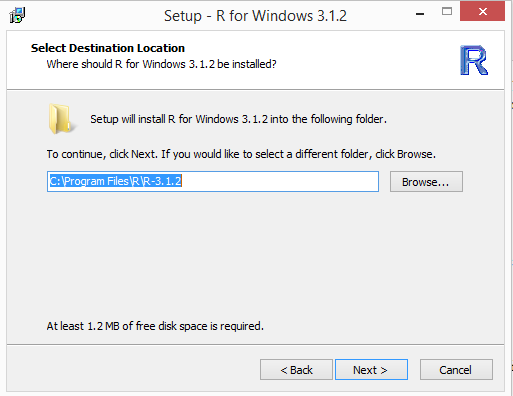 Setup - R for Windows 3.1.2
Select Destination Location
Where should R for Windows 3.1.2 be installed?
R
Setup will install R for Windows 3.1.2 into the following folder.
To continue, click Next. If you would like to select a different folder, click Browse.
C:\Program Files\R\R-3.1.2
Browse...
At least 1.2 MB of free disk space is required.
< Back
Next >
Cancel